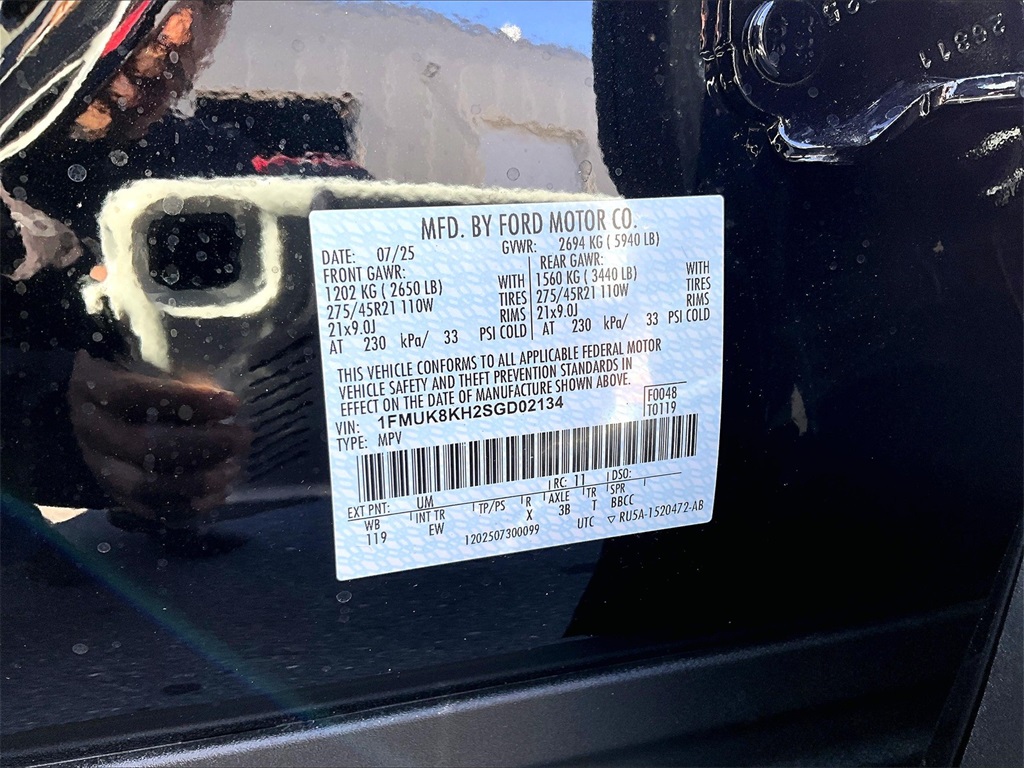 20811
MFD. BY FORD MOTOR CO.
DATE: 07/25 GVWR: 2694 KG ( 5940 LB)
FRONT GAWR: REAR GAWR:
1202 KG ( 2650 LB) WITH 1560 KG ( 3440 LB) WITH
275/45R21 110W TIRES 275/45R21 110W TIRES
21x9.0J RIMS 21x9.0J RIMS
AT 230 kPa/ 33 PSI COLD AT 230 kPa/ 33 PSI COLD
THIS VEHICLE CONFORMS TO ALL APPLICABLE FEDERAL MOTOR
VEHICLE SAFETY AND THEFT PREVENTION STANDARDS IN
EFFECT ON THE DATE OF MANUFACTURE SHOWN ABOVE.
VIN: 1FMUK8KH2SGD02134 F0048
TYPE: MPV T0119
EXT PNT: UM RC: 11 DSO:
WB INT TR TP/PS R AXLE TR SPR
119 EW X 3B T BBCC
1202507300099 UTC ▽ RU5A-1520472-AB